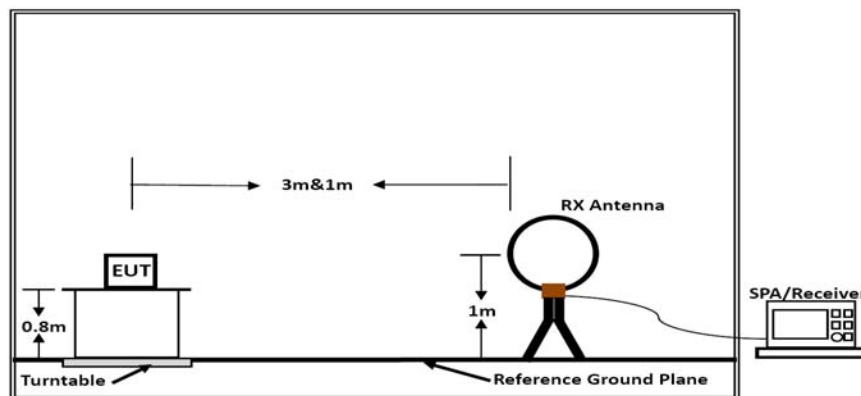 3m&1m
RX Antenna
EUT
SPA/Receiver
0.8m
1m
Turntable
Reference Ground Plane